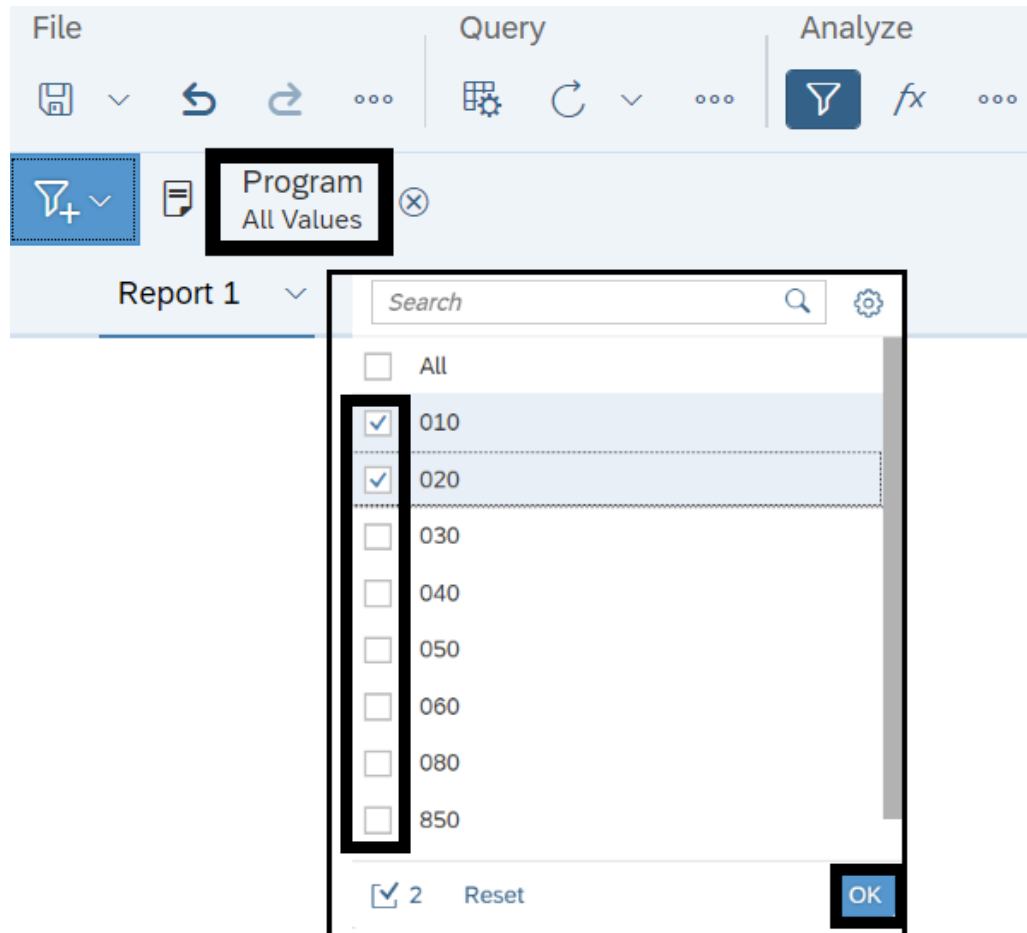 File Query Analyze
fx
Program
All Values
Report 1
Search
All
010
020
030
040
050
060
080
850
2 Reset OK